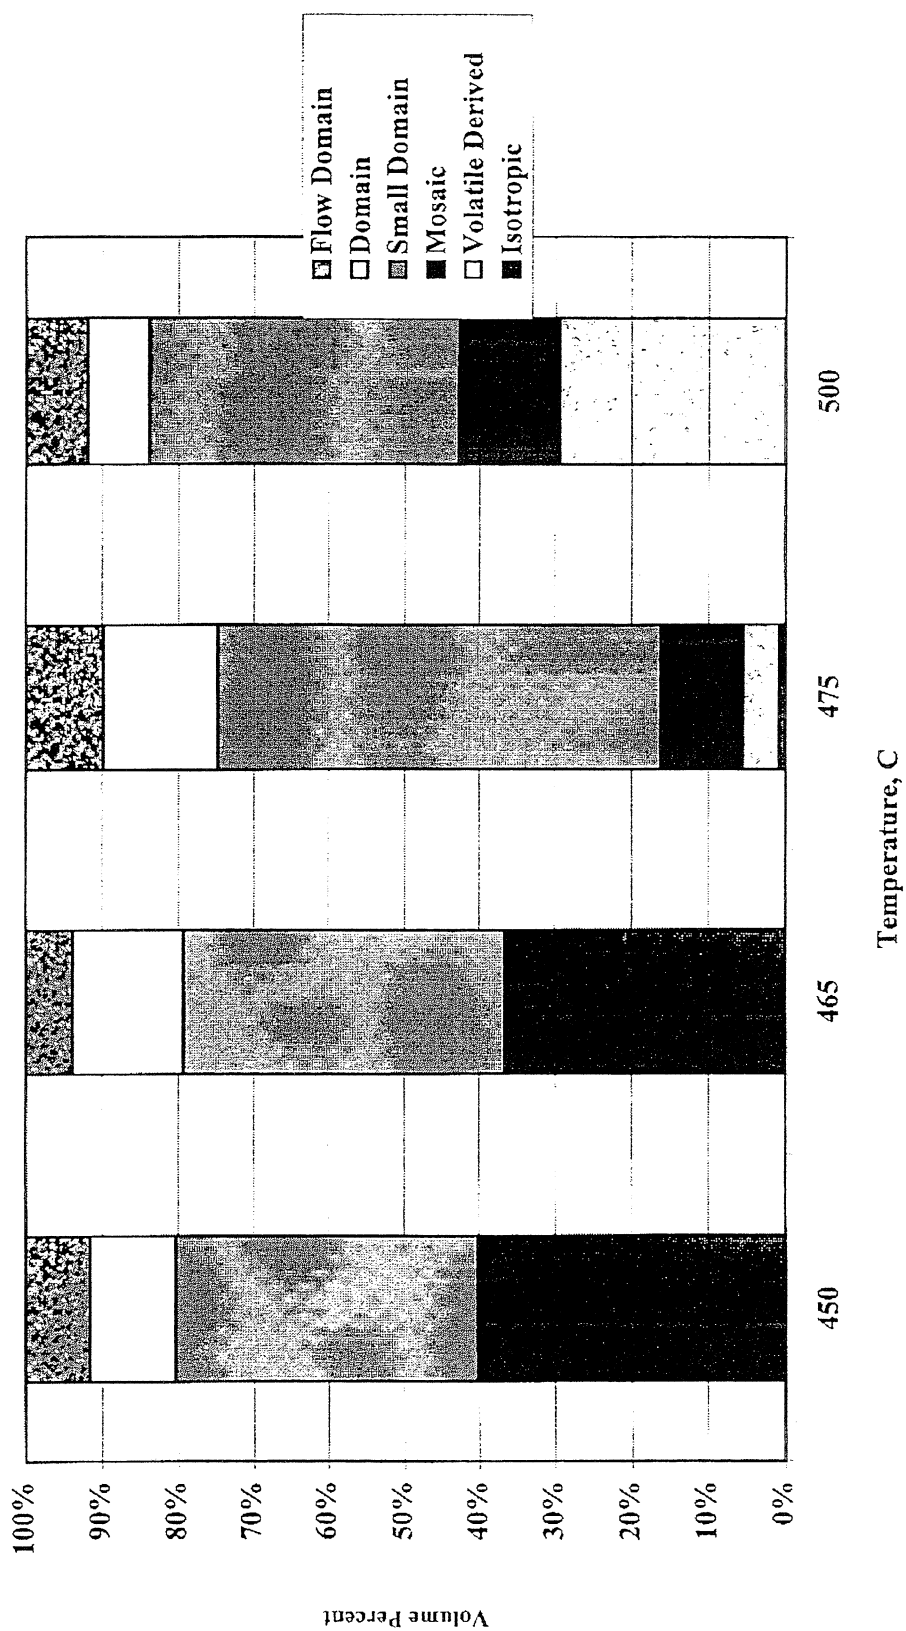 Flow Domain
Domain
Small Domain
Mosaic
Volatile Derived
Isotropic
100%
90%
80%
70%
60%
50%
40%
30%
20%
10%
0%
Volume Percent
450
465
475
500
Temperature, C